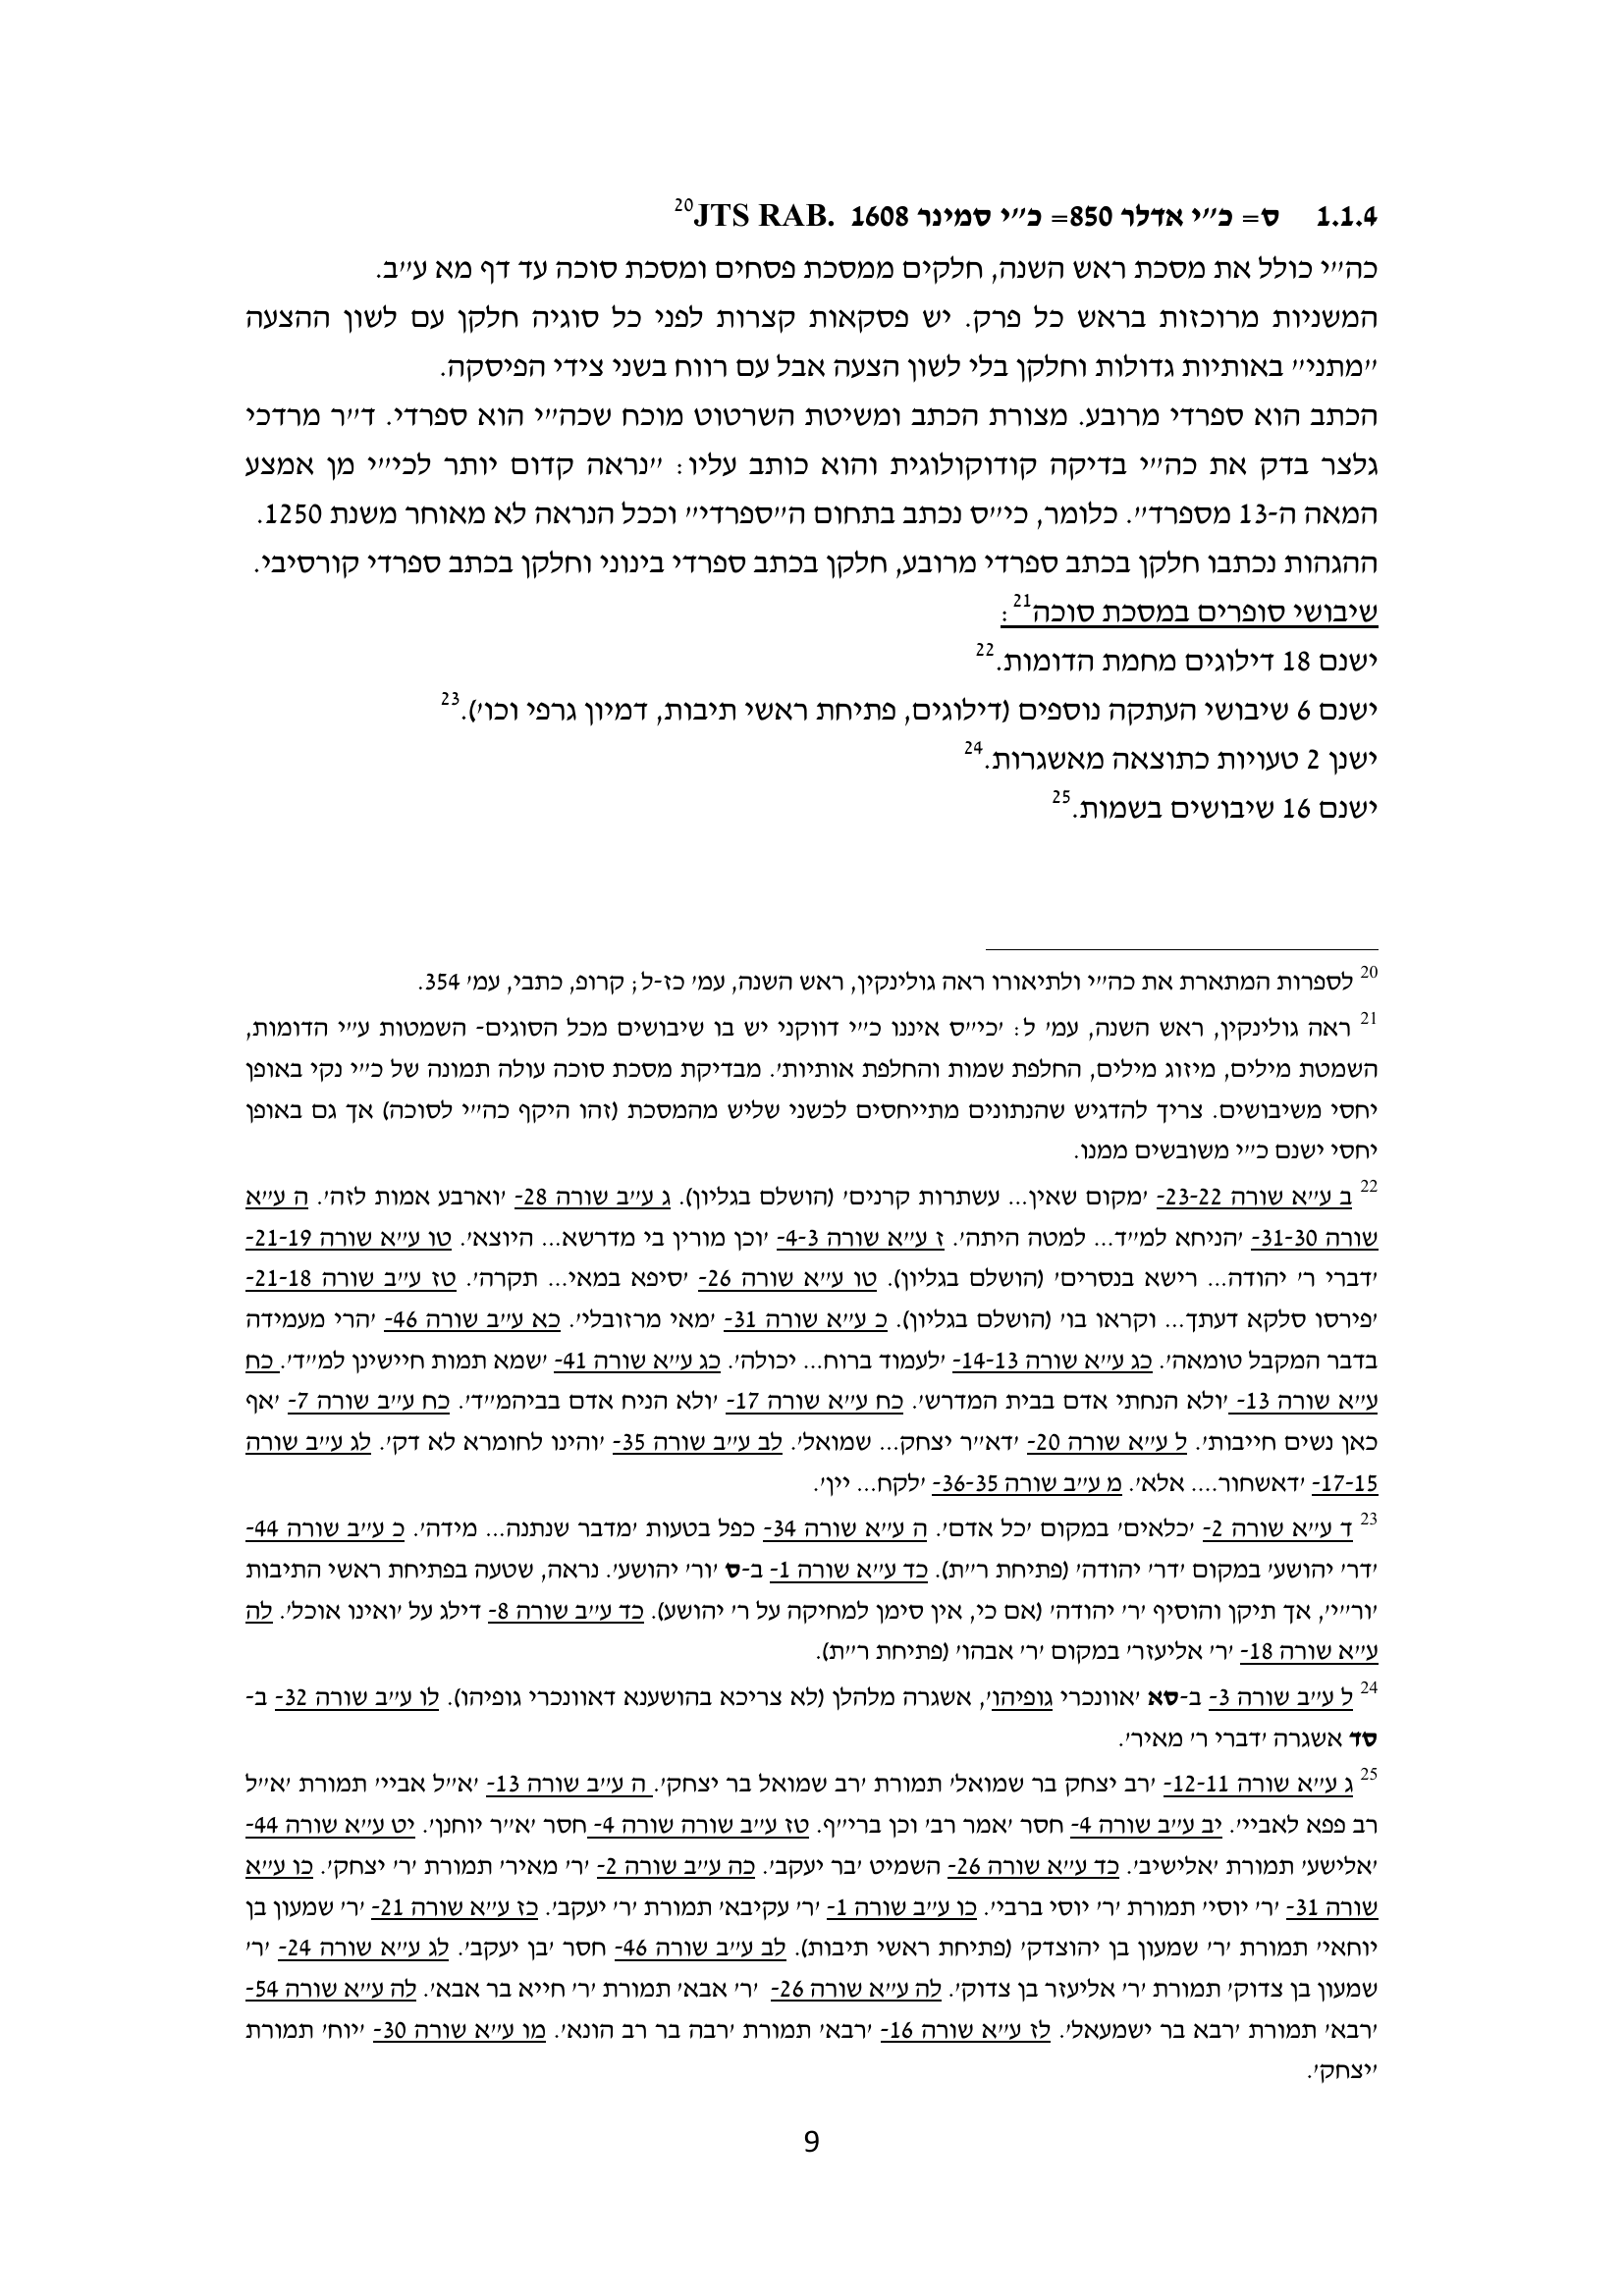 1.1.4 ס= כ״י אדלר 850= כ״י סמינר 1608 JTS RAB.20
כה״י כולל את מסכת ראש השנה, חלקים ממסכת פסחים ומסכת סוכה עד דף מא ע״ב.
המשניות מרוכזות בראש כל פרק. יש פסקאות קצרות לפני כל סוגיה חלקן עם לשון ההצעה
״מתני״ באותיות גדולות וחלקן בלי לשון הצעה אבל עם רווח בשני צידי הפיסקה.
הכתב הוא ספרדי מרובע. מצורת הכתב ומשיטת השרטוט מוכח שכה״י הוא ספרדי. ד״ר מרדכי
גלצר בדק את כה״י בדיקה קודוקולוגית והוא כותב עליו: ״נראה קדום יותר לכי״י מן אמצע
המאה ה-13 מספרד״. כלומר, כי״ס נכתב בתחום ה״ספרדי״ וככל הנראה לא מאוחר משנת 1250.
ההגהות נכתבו חלקן בכתב ספרדי מרובע, חלקן בכתב ספרדי בינוני וחלקן בכתב ספרדי קורסיבי.
שיבושי סופרים במסכת סוכה21:
ישנם 18 דילוגים מחמת הדומות.22
ישנם 6 שיבושי העתקה נוספים (דילוגים, פתיחת ראשי תיבות, דמיון גרפי וכו׳).23
ישנן 2 טעויות כתוצאה מאשגרות.24
ישנם 16 שיבושים בשמות.25
20 לספרות המתארת את כה״י ולתיאורו ראה גולינקין, ראש השנה, עמ׳ כז-ל; קרופ, כתבי, עמ׳ 354.
21 ראה גולינקין, ראש השנה, עמ׳ ל: ׳כי״ס איננו כ״י דווקני יש בו שיבושים מכל הסוגים- השמטות ע״י הדומות,
השמטת מילים, מיזוג מילים, החלפת שמות והחלפת אותיות׳. מבדיקת מסכת סוכה עולה תמונה של כ״י נקי באופן
יחסי משיבושים. צריך להדגיש שהנתונים מתייחסים לכשני שליש מהמסכת (זהו היקף כה״י לסוכה) אך גם באופן
יחסי ישנם כ״י משובשים ממנו.
22 ב ע״א שורה 23-22- ׳מקום שאין... עשתרות קרנים׳ (הושלם בגליון). ג ע״ב שורה 28- ׳וארבע אמות לזה׳. ה ע״א
שורה 31-30- ׳הניחא למ״ד... למטה היתה׳. ז ע״א שורה 4-3- ׳וכן מורין בי מדרשא... היוצא׳. טו ע״א שורה 21-19-
׳דברי ר׳ יהודה... רישא בנסרים׳ (הושלם בגליון). טו ע״א שורה 26- ׳סיפא במאי... תקרה׳. טז ע״ב שורה 21-18-
׳פירסו סלקא דעתך... וקראו בו׳ (הושלם בגליון). כ ע״א שורה 31- ׳מאי מרזובלי׳. כא ע״ב שורה 46- ׳הרי מעמידה
בדבר המקבל טומאה׳. כג ע״א שורה 14-13- ׳לעמוד ברוח... יכולה׳. כג ע״א שורה 41- ׳שמא תמות חיישינן למ״ד׳. כח
ע״א שורה 13- ׳ולא הנחתי אדם בבית המדרש׳. כח ע״א שורה 17- ׳ולא הניח אדם בביהמ״ד׳. כח ע״ב שורה 7- ׳אף
כאן נשים חייבות׳. ל ע״א שורה 20- ׳דא״ר יצחק... שמואל׳. לב ע״ב שורה 35- ׳והינו לחומרא לא דק׳. לג ע״ב שורה
17-15- ׳דאשחור.... אלא׳. מ ע״ב שורה 36-35- ׳לקח... יין׳.
23 ד ע״א שורה 2- ׳כלאים׳ במקום ׳כל אדם׳. ה ע״א שורה 34- כפל בטעות ׳מדבר שנתנה... מידה׳. כ ע״ב שורה 44-
׳דר׳ יהושע׳ במקום ׳דר׳ יהודה׳ (פתיחת ר״ת). כד ע״א שורה 1- ב-ס ׳ור׳ יהושע׳. נראה, שטעה בפתיחת ראשי התיבות
׳ור״י׳, אך תיקן והוסיף ׳ר׳ יהודה׳ (אם כי, אין סימן למחיקה על ר׳ יהושע). כד ע״ב שורה 8- דילג על ׳ואינו אוכל׳. לה
ע״א שורה 18- ׳ר׳ אליעזר׳ במקום ׳ר׳ אבהו׳ (פתיחת ר״ת).
24 ל ע״ב שורה 3- ב-סא ׳אוונכרי גופיהו׳, אשגרה מלהלן (לא צריכא בהושענא דאוונכרי גופיהו). לו ע״ב שורה 32- ב-
סד אשגרה ׳דברי ר׳ מאיר׳.
25 ג ע״א שורה 12-11- ׳רב יצחק בר שמואל׳ תמורת ׳רב שמואל בר יצחק׳. ה ע״ב שורה 13- ׳א״ל אביי׳ תמורת ׳א״ל
רב פפא לאביי׳. יב ע״ב שורה 4- חסר ׳אמר רב׳ וכן ברי״ף. טז ע״ב שורה שורה 4- חסר ׳א״ר יוחנן׳. יט ע״א שורה 44-
׳אלישע׳ תמורת ׳אלישיב׳. כד ע״א שורה 26- השמיט ׳בר יעקב׳. כה ע״ב שורה 2- ׳ר׳ מאיר׳ תמורת ׳ר׳ יצחק׳. כו ע״א
שורה 31- ׳ר׳ יוסי׳ תמורת ׳ר׳ יוסי ברבי׳. כו ע״ב שורה 1- ׳ר׳ עקיבא׳ תמורת ׳ר׳ יעקב׳. כז ע״א שורה 21- ׳ר׳ שמעון בן
יוחאי׳ תמורת ׳ר׳ שמעון בן יהוצדק׳ (פתיחת ראשי תיבות). לב ע״ב שורה 46- חסר ׳בן יעקב׳. לג ע״א שורה 24- ׳ר׳
שמעון בן צדוק׳ תמורת ׳ר׳ אליעזר בן צדוק׳. לה ע״א שורה 26- ׳ר׳ אבא׳ תמורת ׳ר׳ חייא בר אבא׳. לה ע״א שורה 54-
׳רבא׳ תמורת ׳רבא בר ישמעאל׳. לז ע״א שורה 16- ׳רבא׳ תמורת ׳רבה בר רב הונא׳. מו ע״א שורה 30- ׳יוח׳ תמורת
׳יצחק׳.
9